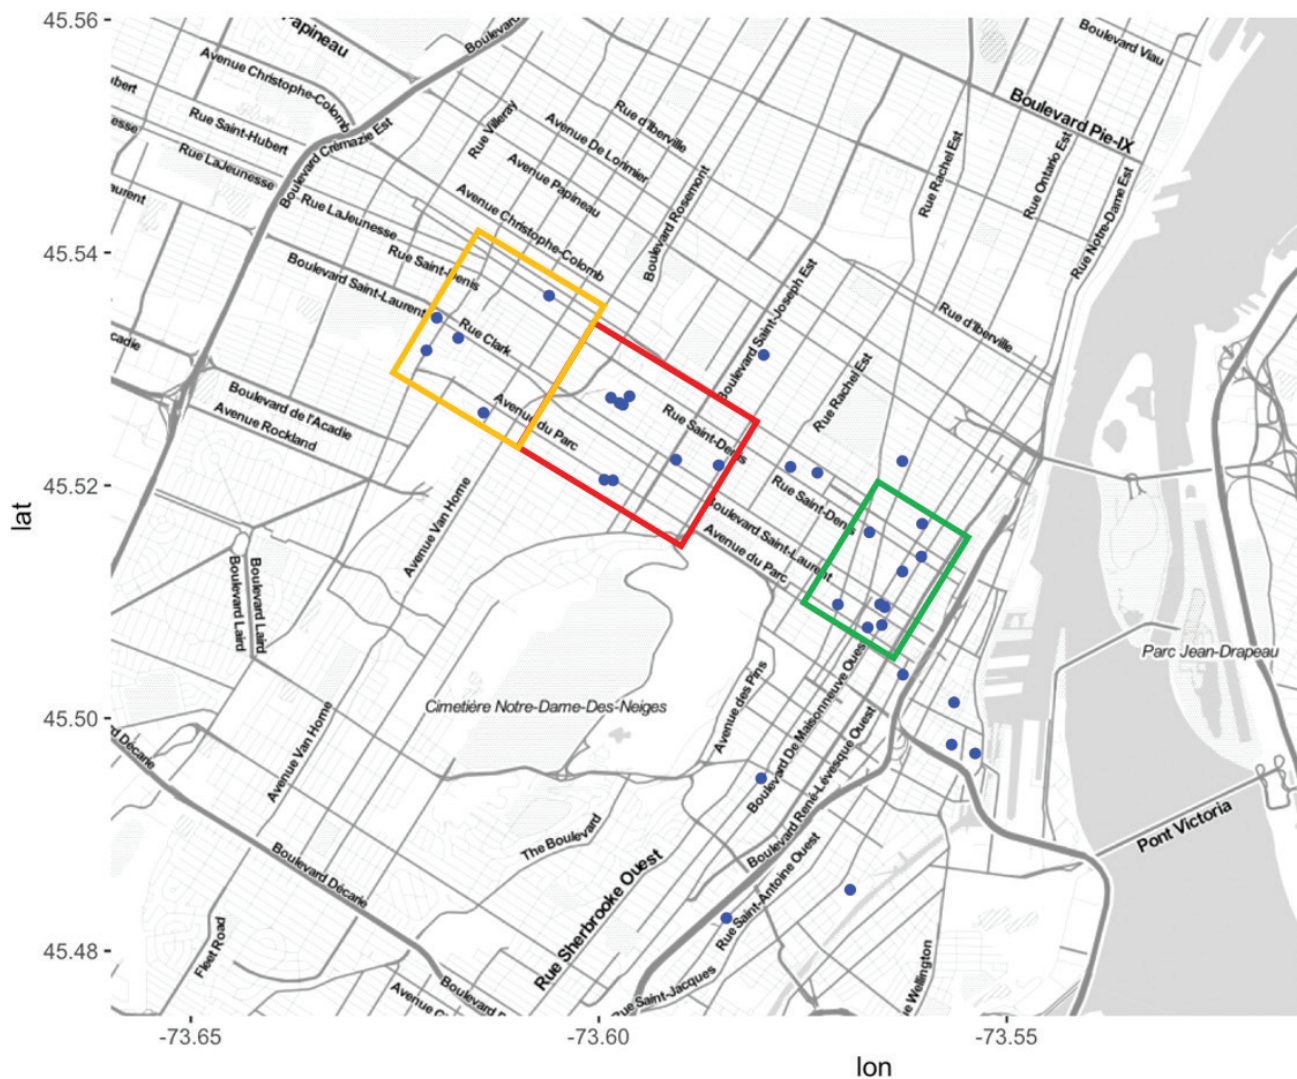 45.56
Papineau
Boulevard
Boulevard Viau
Avenue Christophe-Colomb
Boulevard Pie-IX
Rue d'Iberville
Rue Villeray
Avenue De Lorimier
Rue Saint-Hubert
Boulevard Crémazie Est
Rue LaJeunesse
Avenue Papineau
Rue Rachel Est
Rue Ontario Est
Rue Notre-Dame Est
Boulevard Rosemont
Avenue Christophe-Colomb
Rue LaJeunesse
45.54
Rue Saint-Denis
Boulevard Saint-Laurent
Rue Clark
Boulevard Saint-Joseph Est
Rue d'Iberville
Rue Rachel Est
Boulevard de l'Acadie
Avenue Rockland
Avenue du Parc
Rue Saint-Denis
45.52
lat
Avenue Van Horne
Rue Saint-Denis
Boulevard Saint-Laurent
Avenue du Parc
Boulevard Laird
Boulevard Laird
Parc Jean-Drapeau
Cimetière Notre-Dame-Des-Neiges
Avenue des Pins
Boulevard De Maisonneuve Ouest
45.50
rd Décarie
Avenue Van Horne
Boulevard René-Lévesque Ouest
The Boulevard
Pont Victoria
Boulevard Décarie
Rue Sherbrooke Ouest
Rue Saint-Antoine Ouest
45.48
Fleet Road
Rue Saint-Jacques
e Wellington
-73.65
-73.60
-73.55
lon